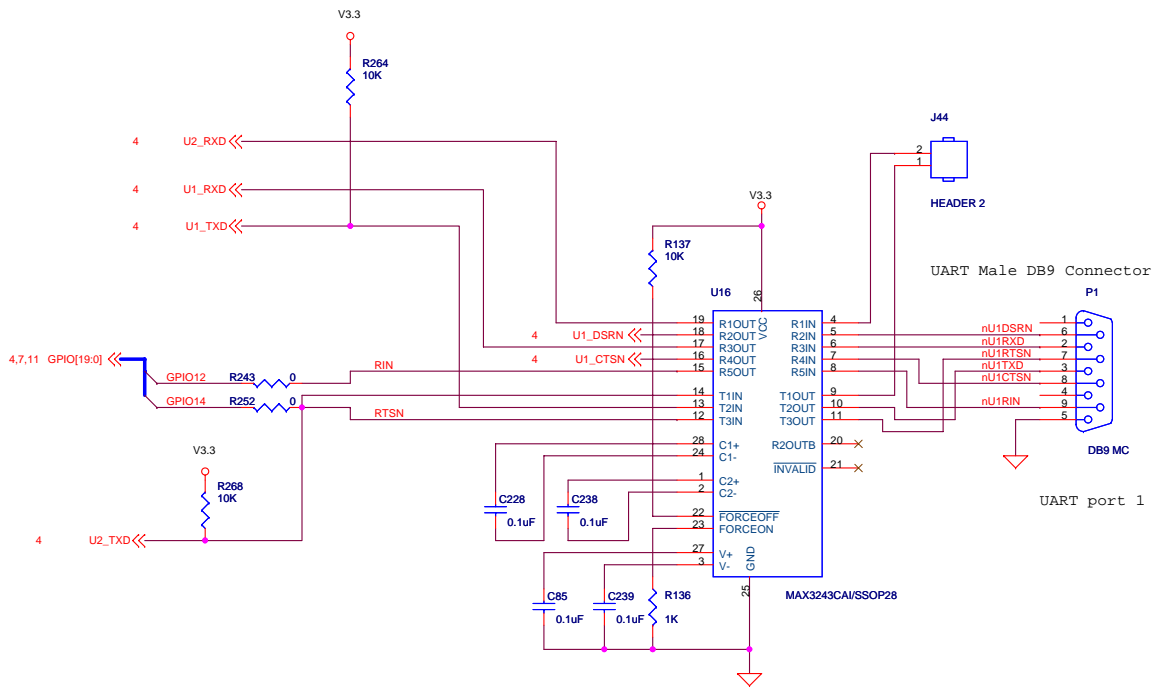 V3.3
R264
10K
J44
4 U2_RXD
2
1
4 U1_RXD
HEADER 2
V3.3
4 U1_TXD
R137
10K
UART Male DB9 Connector
P1
U16
26
VCC
19 R1OUT R1IN 4
18 R2OUT R2IN 5
17 R3OUT R3IN 6
16 R4OUT R4IN 7
15 R5OUT R5IN 8
4 U1_DSRN
4 U1_CTSN
nU1DSRN
nU1RXD
nU1RTSN
nU1TXD
nU1CTSN
nU1RIN
1
6
2
7
3
8
4
9
5
DB9 MC
4,7,11 GPIO[19:0]
RIN
GPIO12 R243 0
GPIO14 R252 0
RTSN
14 T1IN T1OUT 9
13 T2IN T2OUT 10
12 T3IN T3OUT 11
28 C1+ R2OUTB 20
24 C1-
INVALID 21
1 C2+
2 C2-
V3.3
R268
10K
C228
0.1uF
C238
0.1uF
22 FORCEOFF
23 FORCEON
UART port 1
4 U2_TXD
27 V+
3 V-
GND
25
C85
0.1uF
C239
0.1uF
R136
1K
MAX3243CAI/SSOP28